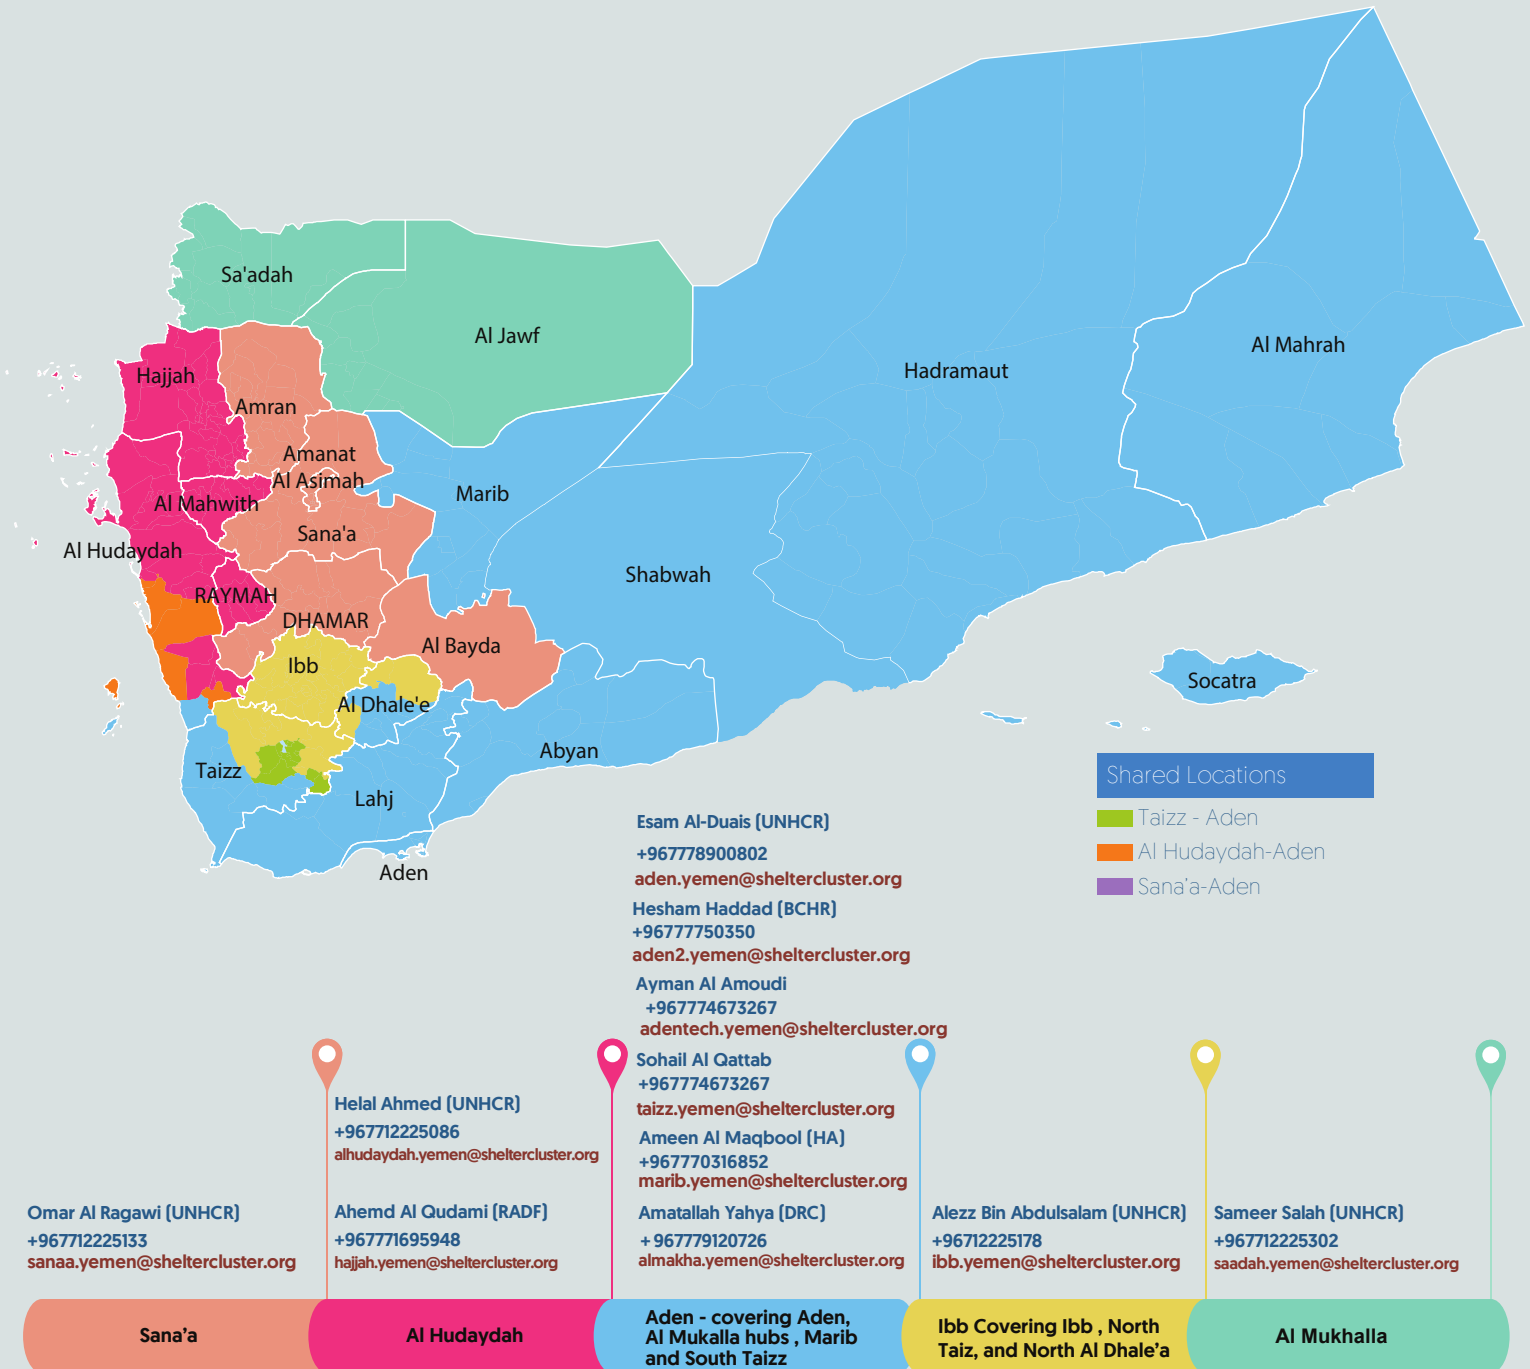 Sa'adah
Al Jawf
Hajjah
Amran
Hadramaut
Al Mahrah
Amanat
Al Asimah
Marib
Al Mahwith
Sana'a
Al Hudaydah
Shabwah
RAYMAH
DHAMAR
Al Bayda
Ibb
Socatra
Al Dhale'e
Abyan
Taizz
Lahj
Aden
Shared Locations
Taizz - Aden
Al Hudaydah-Aden
Sana'a-Aden
Esam Al-Duais (UNHCR)
+967778900802
aden.yemen@sheltercluster.org
Hesham Haddad (BCHR)
+96777750350
aden2.yemen@sheltercluster.org
Ayman Al Amoudi
+967774673267
adentech.yemen@sheltercluster.org
Sohail Al Qattab
+967774673267
taizz.yemen@sheltercluster.org
Ameen Al Maqbool (HA)
+967770316852
marib.yemen@sheltercluster.org
Amatallah Yahya (DRC)
+ 967779120726
almakha.yemen@sheltercluster.org
Helal Ahmed (UNHCR)
+967712225086
alhudaydah.yemen@sheltercluster.org
Ahemd Al Qudami (RADF)
+967771695948
hajjah.yemen@sheltercluster.org
Omar Al Ragawi (UNHCR)
+967712225133
sanaa.yemen@sheltercluster.org
Alezz Bin Abdulsalam (UNHCR)
+96712225178
ibb.yemen@sheltercluster.org
Sameer Salah (UNHCR)
+967712225302
saadah.yemen@sheltercluster.org
Sana'a
Al Hudaydah
Aden - covering Aden,
Al Mukalla hubs , Marib
and South Taizz
Ibb Covering Ibb , North
Taiz, and North Al Dhale'a
Al Mukhalla